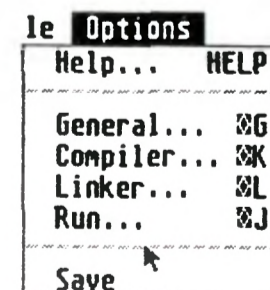 le Options
Help... HELP
General... ◆G
Compiler... ◆K
Linker... ◆L
Run... ◆J
Save